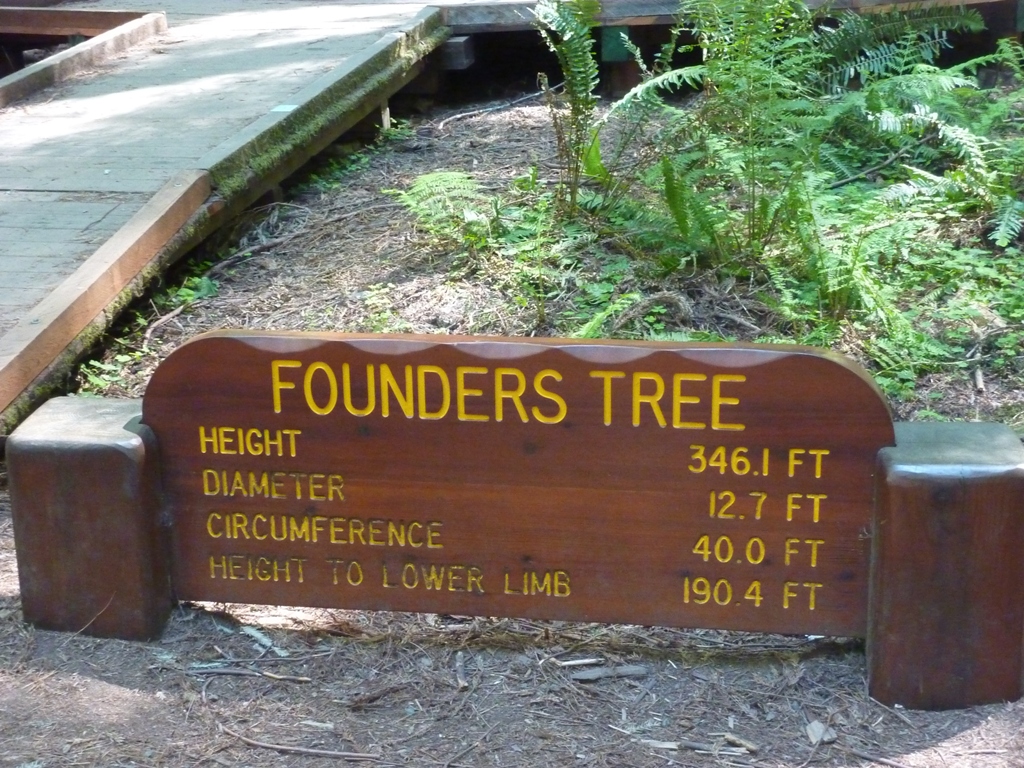 FOUNDERS TREE
HEIGHT 346.1 FT
DIAMETER 12.7 FT
CIRCUMFERENCE 40.0 FT
HEIGHT TO LOWER LIMB 190.4 FT